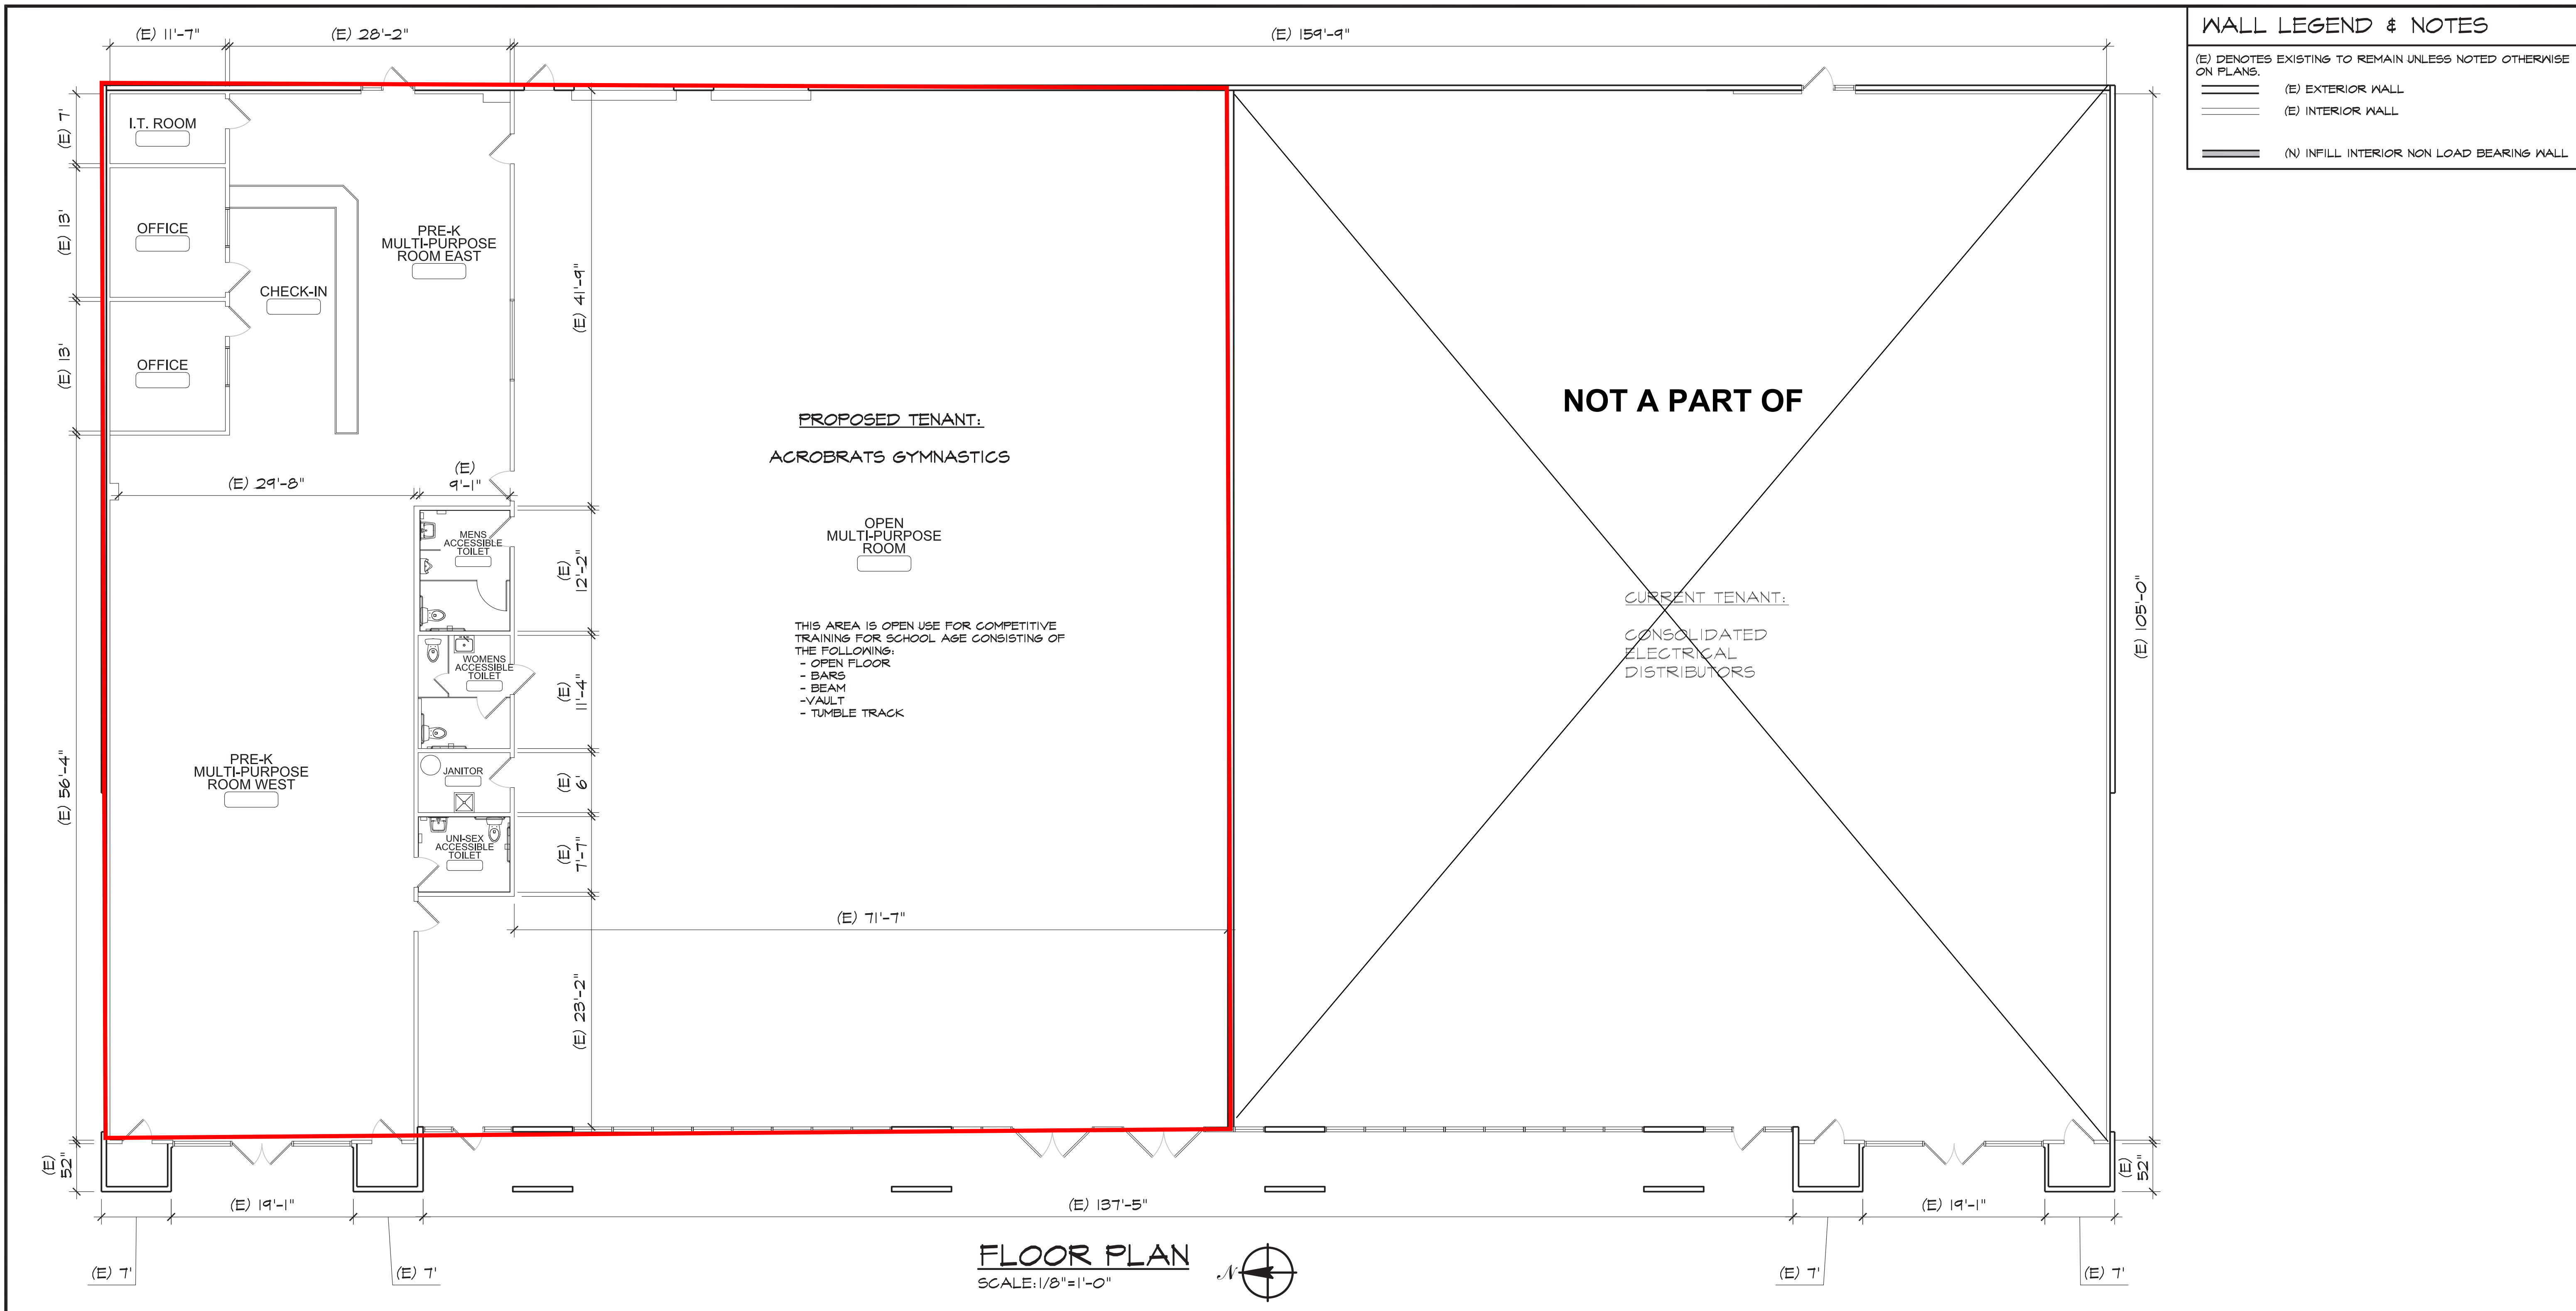 (E) 11'-7"
(E) 28'-2"
(E) 159'-9"
WALL LEGEND & NOTES
(E) DENOTES EXISTING TO REMAIN UNLESS NOTED OTHERWISE
ON PLANS.
(E) EXTERIOR WALL
(E) INTERIOR WALL
(N) INFILL INTERIOR NON LOAD BEARING WALL
(E) 7'
I.T. ROOM
(E) 13'
OFFICE
PRE-K
MULTI-PURPOSE
ROOM EAST
CHECK-IN
(E) 41'-9"
(E) 13'
OFFICE
PROPOSED TENANT:
ACROBRATS GYMNASTICS
NOT A PART OF
(E) 29'-8"
(E)
9'-1"
MENS
ACCESSIBLE
TOILET
(E)
12'-2"
OPEN
MULTI-PURPOSE
ROOM
CURRENT TENANT:
CONSOLIDATED
ELECTRICAL
DISTRIBUTORS
(E) 105'-0"
THIS AREA IS OPEN USE FOR COMPETITIVE
TRAINING FOR SCHOOL AGE CONSISTING OF
THE FOLLOWING:
- OPEN FLOOR
- BARS
- BEAM
-VAULT
- TUMBLE TRACK
WOMENS
ACCESSIBLE
TOILET
(E)
11'-4"
(E) 56'-4"
PRE-K
MULTI-PURPOSE
ROOM WEST
JANITOR
(E)
6'
UNI-SEX
ACCESSIBLE
TOILET
(E)
7'-7"
(E) 71'-7"
(E) 23'-2"
(E)
52"
(E)
52"
(E) 19'-1"
(E) 137'-5"
(E) 19'-1"
(E) 7'
(E) 7'
(E) 7'
(E) 7'
FLOOR PLAN
SCALE:1/8"=1'-0"
N